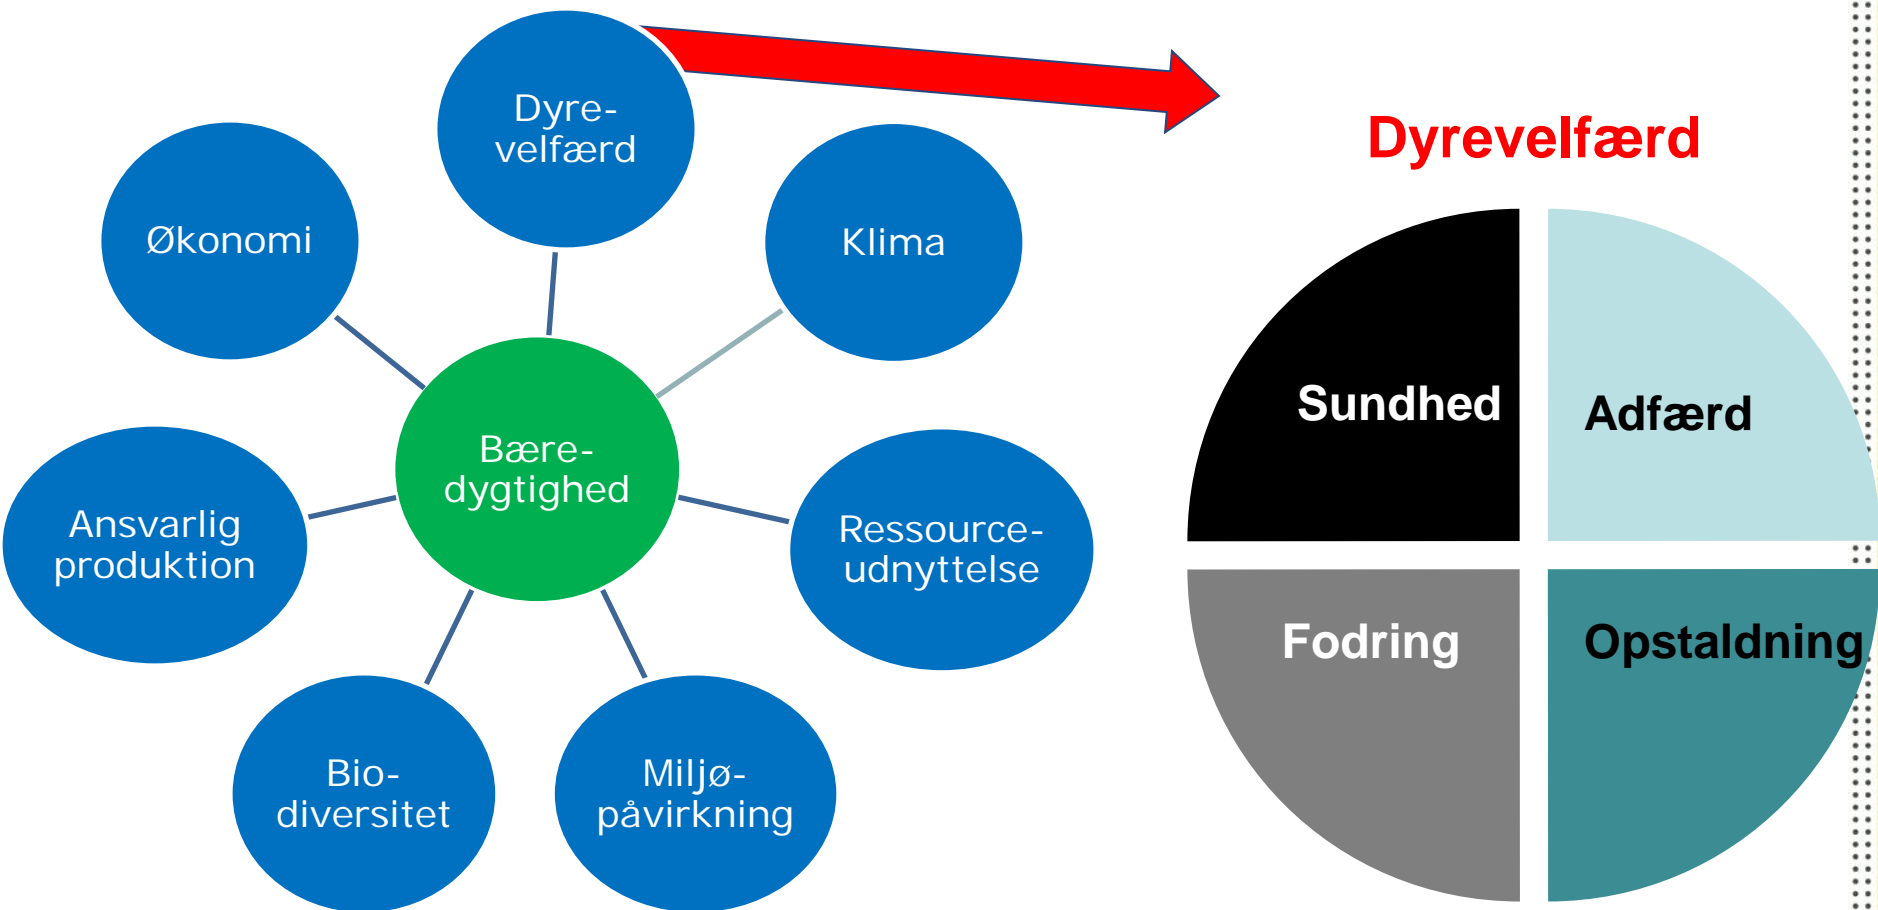 Dyre-
velfærd
Klima
Ressource-
udnyttelse
Miljø-
påvirkning
Bio-
diversitet
Ansvarlig
produktion
Økonomi
Bære-
dygtighed
Dyrevelfærd
Sundhed
Adfærd
Fodring
Opstaldning